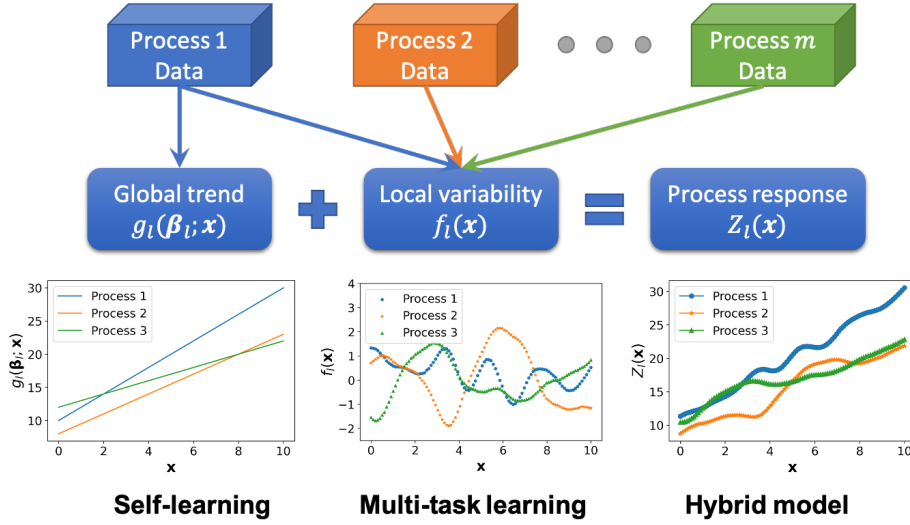 Process 1
Data
Process 2
Data
Process m
Data
Global trend
g_l(β_l; x)
Local variability
f_l(x)
Process response
Z_l(x)
30
25
20
15
10
0
2
4
6
8
10
x
g_l(β_l; x)
Process 1
Process 2
Process 3
4
3
2
1
0
−1
−2
0
2
4
6
8
10
x
f_l(x)
Process 1
Process 2
Process 3
30
25
20
15
10
0
2
4
6
8
10
x
Z_l(x)
Process 1
Process 2
Process 3
Self-learning
Multi-task learning
Hybrid model